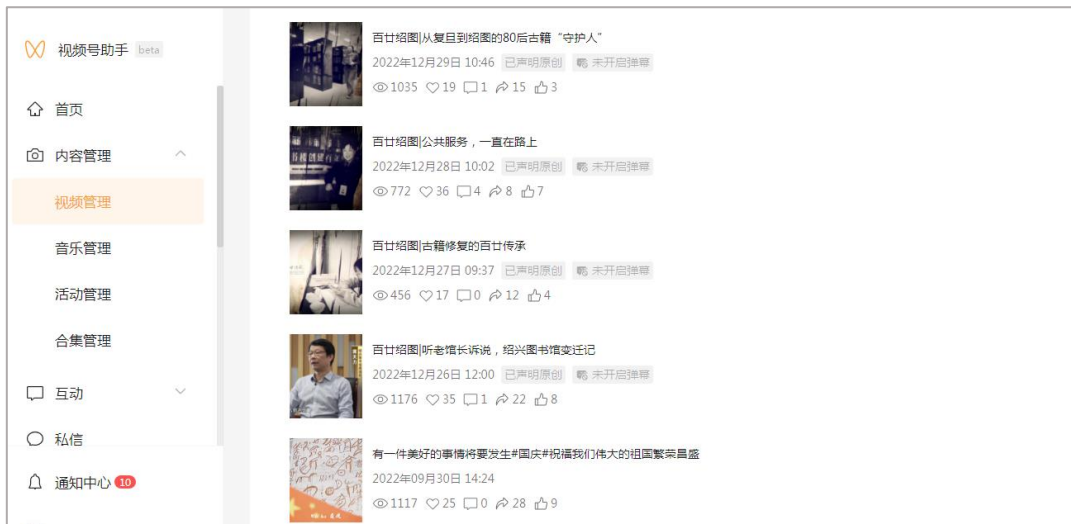 视频号助手 beta
首页
内容管理
视频管理
音乐管理
活动管理
合集管理
互动
私信
通知中心 10
百廿绍图|从复旦到绍图的80后古籍“守护人”
2022年12月29日 10:46 已声明原创 未开启弹幕
1035 19 1 15 3
百廿绍图|公共服务，一直在路上
2022年12月28日 10:02 已声明原创 未开启弹幕
772 36 4 8 7
百廿绍图|古籍修复的百廿传承
2022年12月27日 09:37 已声明原创 未开启弹幕
456 17 0 12 4
百廿绍图|听老馆长诉说，绍兴图书馆变迁记
2022年12月26日 12:00 已声明原创 未开启弹幕
1176 35 1 22 8
有一件美好的事情将要发生#国庆#祝福我们伟大的祖国繁荣昌盛
2022年09月30日 14:24
1117 25 0 28 9